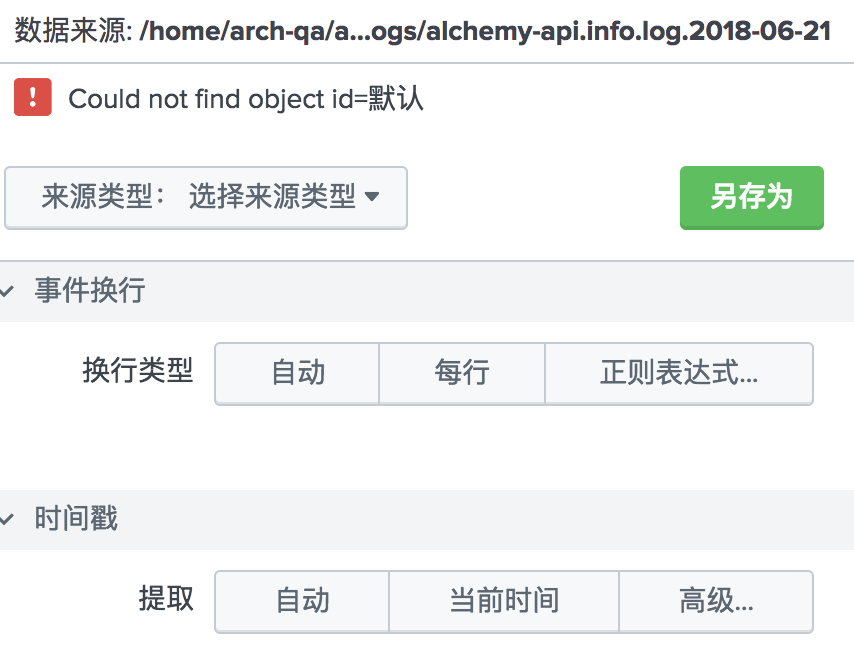 数据来源: /home/arch-qa/a...ogs/alchemy-api.info.log.2018-06-21
! Could not find object id=默认
来源类型： 选择来源类型 另存为
事件换行
换行类型 自动 每行 正则表达式...
时间戳
提取 自动 当前时间 高级...